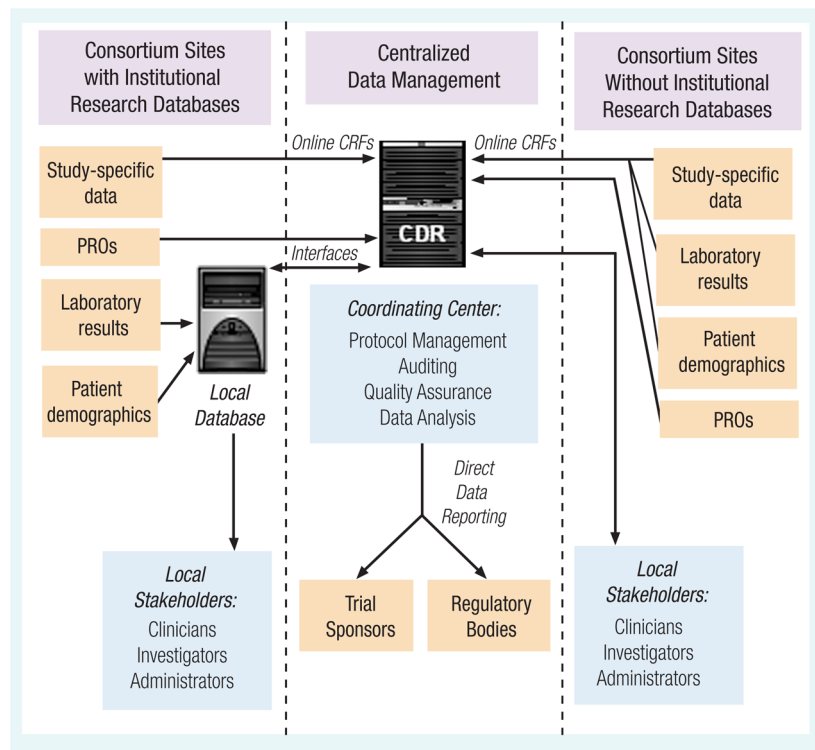 Consortium Sites
with Institutional
Research Databases
Centralized
Data Management
Consortium Sites
Without Institutional
Research Databases
Online CRFs
Online CRFs
Study-specific
data
PROs
Laboratory
results
Patient
demographics
Interfaces
CDR
Local
Database
Coordinating Center:
Protocol Management
Auditing
Quality Assurance
Data Analysis
Direct
Data
Reporting
Trial
Sponsors
Regulatory
Bodies
Local
Stakeholders:
Clinicians
Investigators
Administrators
Study-specific
data
Laboratory
results
Patient
demographics
PROs
Local
Stakeholders:
Clinicians
Investigators
Administrators